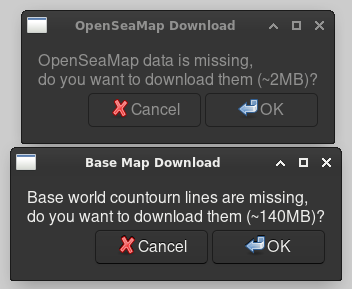 OpenSeaMap Download
OpenSeaMap data is missing,
do you want to download them (~2MB)?
Cancel OK
Base Map Download
Base world countourn lines are missing,
do you want to download them (~140MB)?
Cancel OK